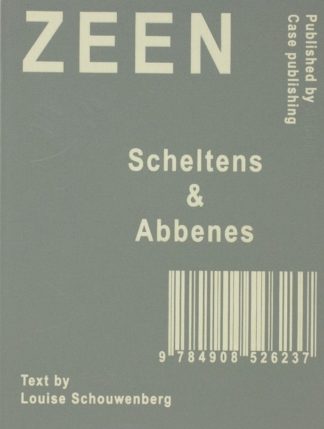 ZEEN
Published by
Case publishing
Scheltens
&
Abbenes
9 784908 526237
Text by
Louise Schouwenberg